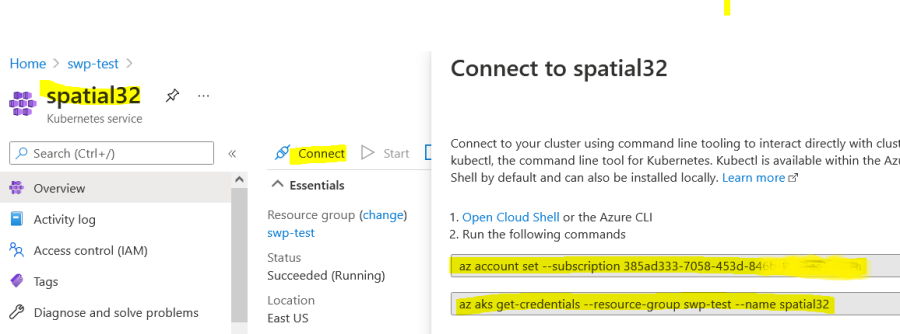 Home > swp-test >
spatial32
...
Kubernetes service
Search (Ctrl+/)
«
Overview
Activity log
Access control (IAM)
Tags
Diagnose and solve problems
Connect
Start
Essentials
Resource group (change)
swp-test
Status
Succeeded (Running)
Location
East US
Connect to spatial32
Connect to your cluster using command line tooling to interact directly with clust
kubectl, the command line tool for Kubernetes. Kubectl is available within the Azu
Shell by default and can also be installed locally. Learn more
1. Open Cloud Shell or the Azure CLI
2. Run the following commands
az account set --subscription 385ad333-7058-453d-846
az aks get-credentials --resource-group swp-test --name spatial32